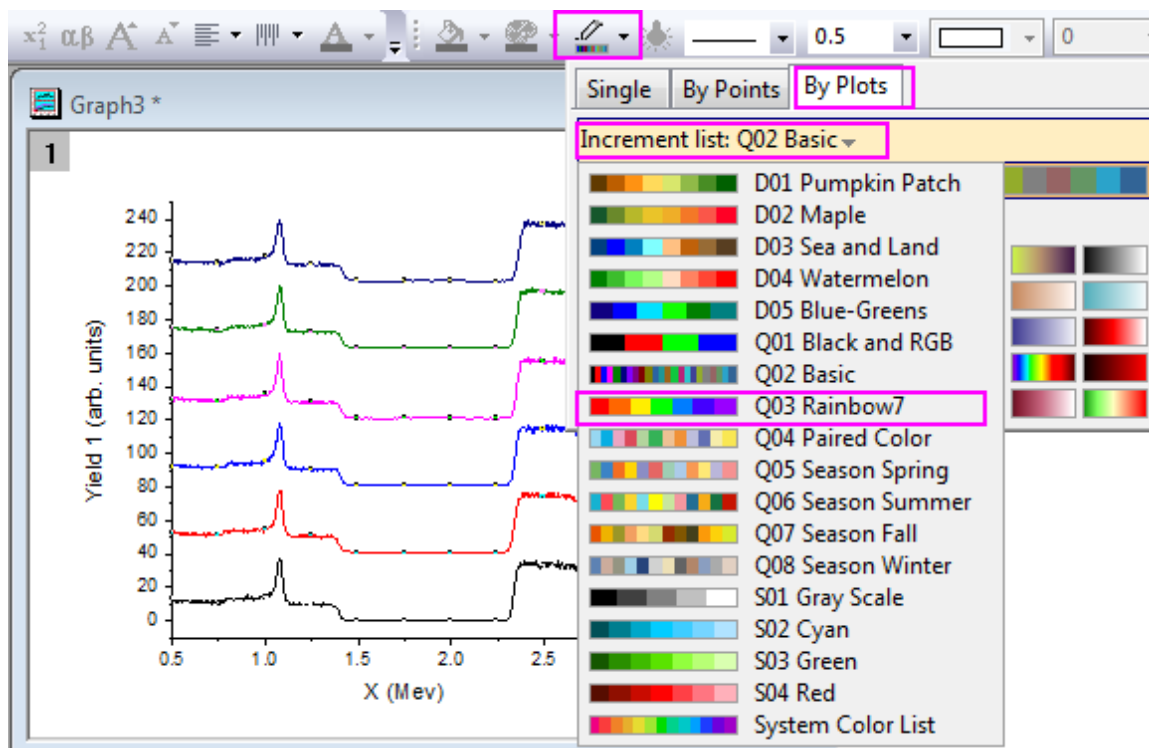 x₁² αβ A A A 0.5 0
Single By Points By Plots
Graph3 *
Increment list: Q02 Basic
1
D01 Pumpkin Patch
D02 Maple
D03 Sea and Land
D04 Watermelon
D05 Blue-Greens
Q01 Black and RGB
Q02 Basic
Q03 Rainbow7
Q04 Paired Color
Q05 Season Spring
Q06 Season Summer
Q07 Season Fall
Q08 Season Winter
S01 Gray Scale
S02 Cyan
S03 Green
S04 Red
System Color List
240
220
200
180
160
140
120
100
80
60
40
20
0
Yield 1 (arb. units)
0.5 1.0 1.5 2.0 2.5
X (Mev)